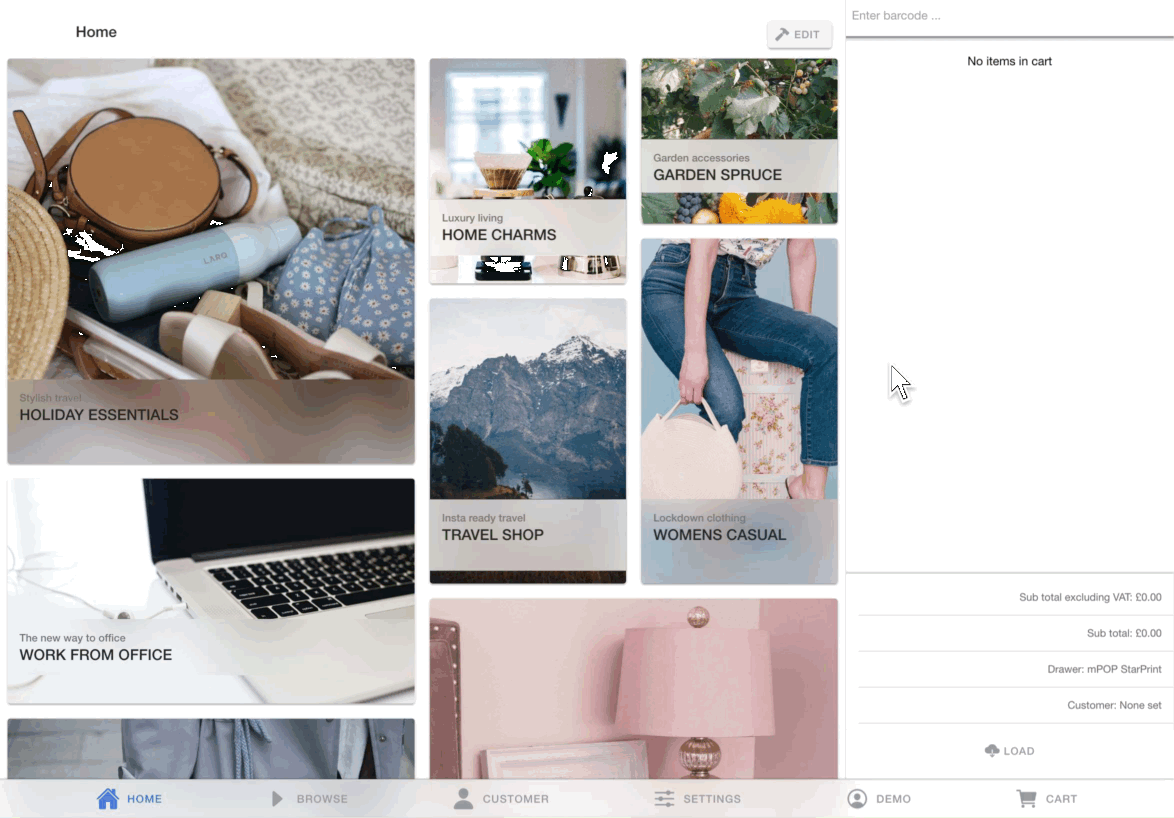 Home
EDIT
Enter barcode ...
No items in cart
LARQ
Stylish travel
HOLIDAY ESSENTIALS
Luxury living
HOME CHARMS
Garden accessories
GARDEN SPRUCE
Insta ready travel
TRAVEL SHOP
Lockdown clothing
WOMENS CASUAL
The new way to office
WORK FROM OFFICE
Sub total excluding VAT: £0.00
Sub total: £0.00
Drawer: mPOP StarPrint
Customer: None set
LOAD
HOME
BROWSE
CUSTOMER
SETTINGS
DEMO
CART